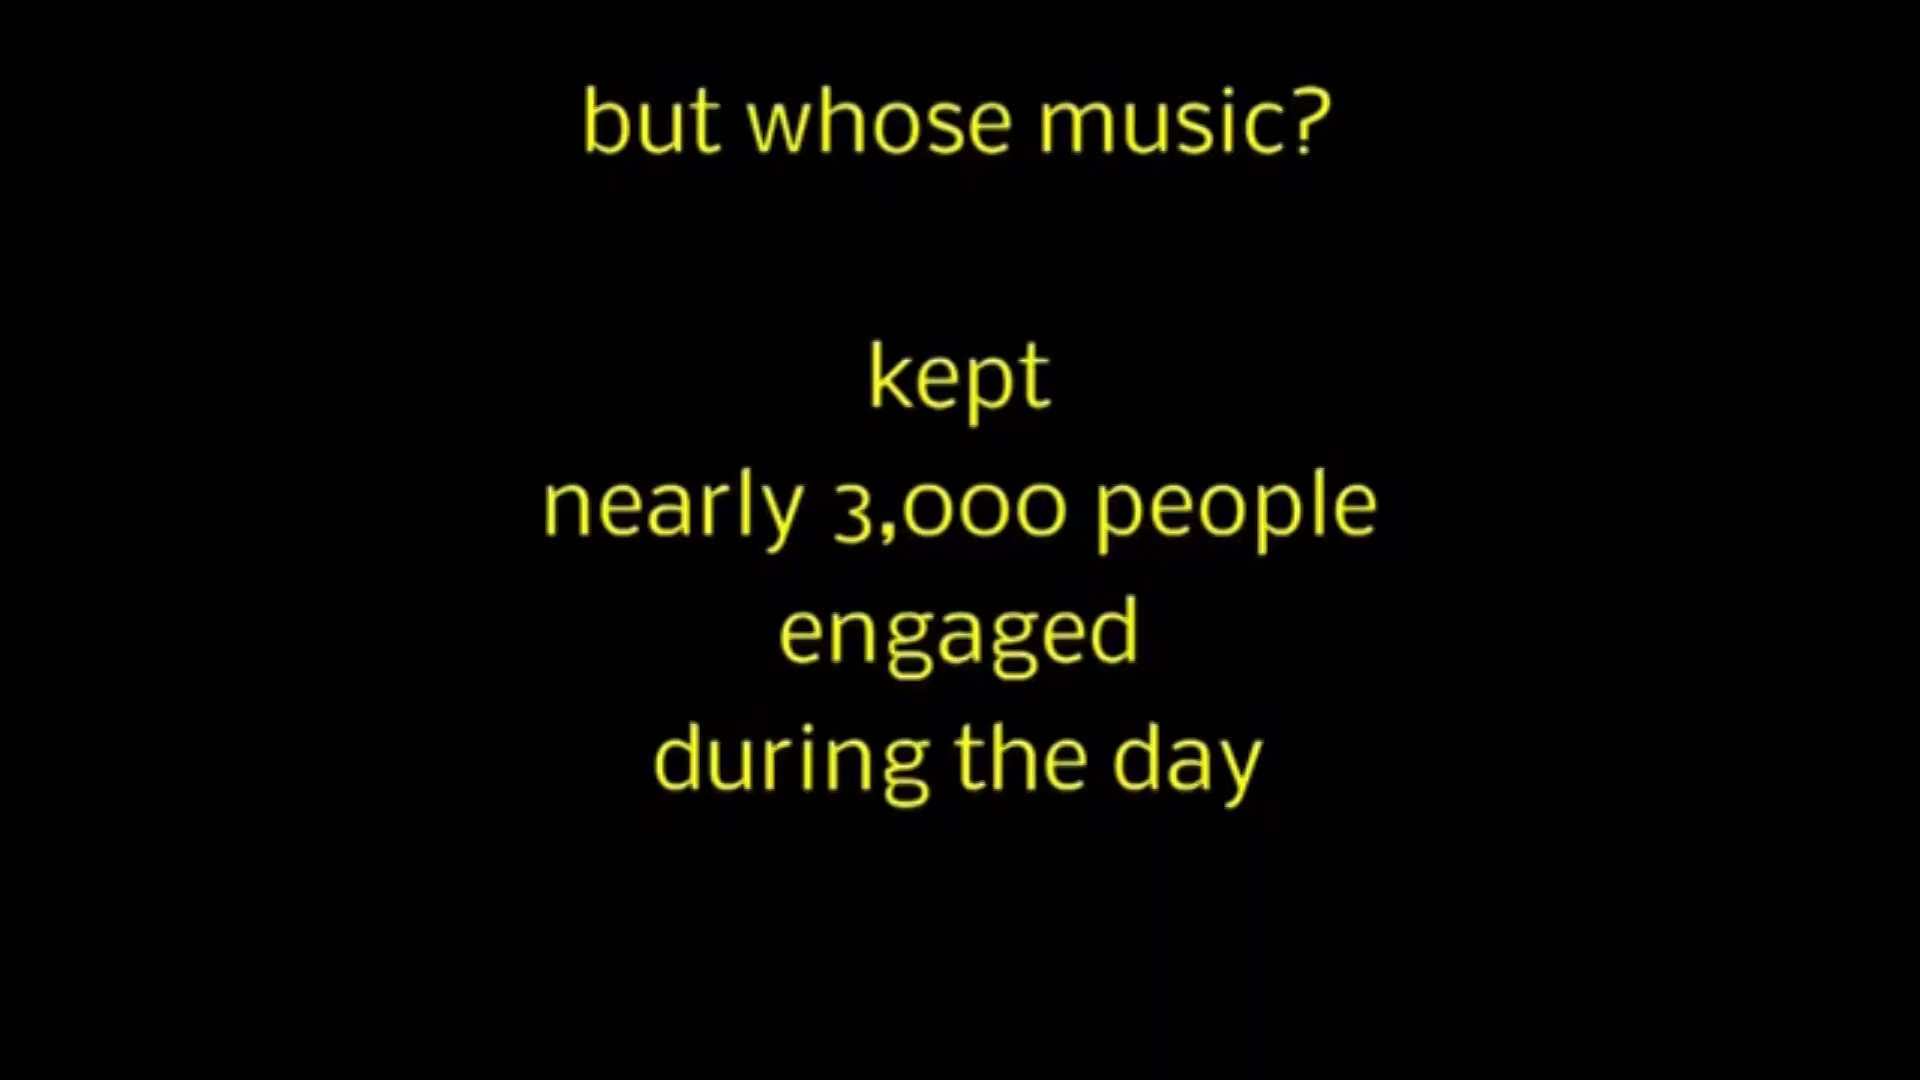 but whose music?
kept
nearly 3,000 people
engaged
during the day